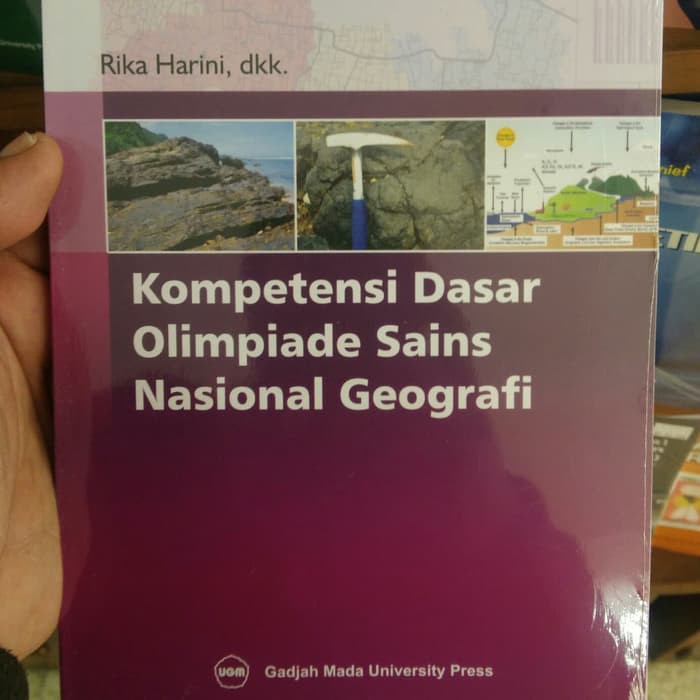 Rika Harini, dkk.
Kompetensi Dasar
Olimpiade Sains
Nasional Geografi
UGM
Gadjah Mada University Press